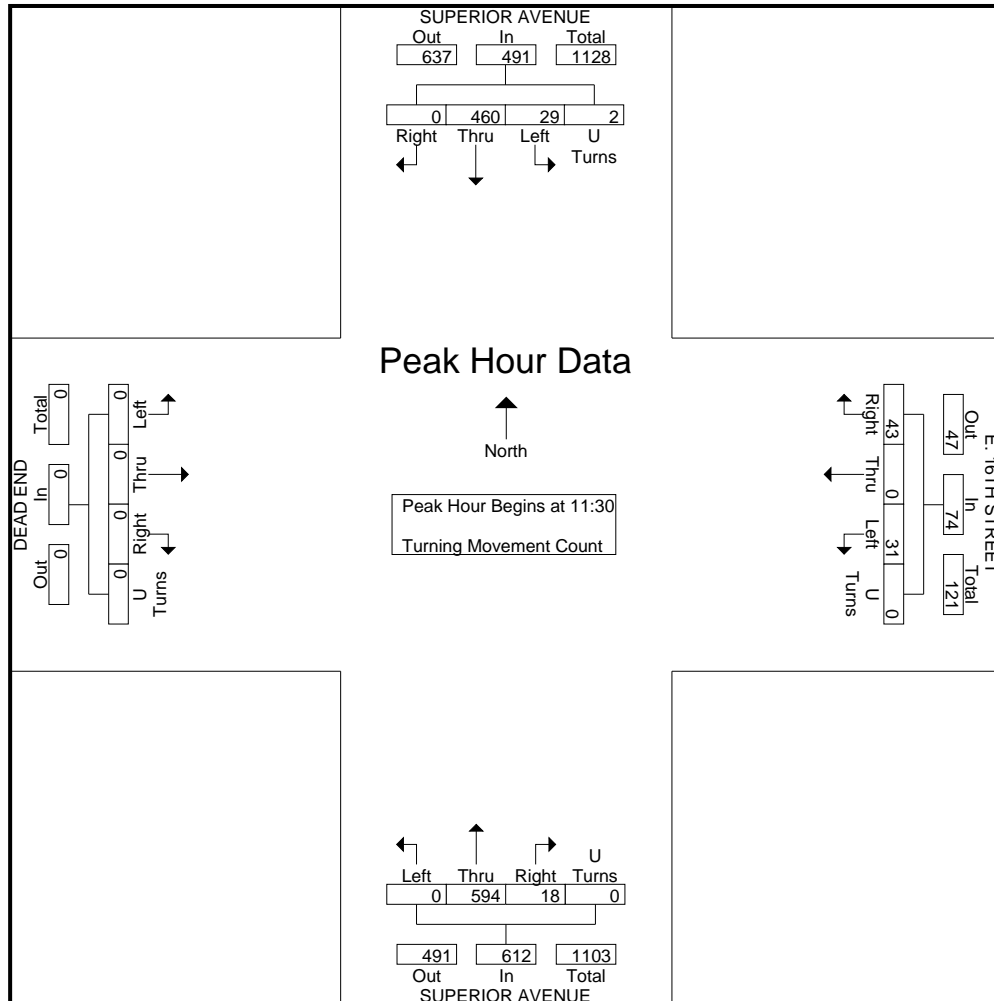 SUPERIOR AVENUE
Out In Total
637 491 1128
0 460 29 2
Right Thru Left U
Turns
Peak Hour Data
North
Peak Hour Begins at 11:30
Turning Movement Count
DEAD END
Total In Out
0 0 0
0 0 0 0
Left Thru Right U
Turns
E. 16TH STREET
Out In Total
47 74 121
43 0 31 0
Right Thru Left U
Turns
U
Left Thru Right Turns
0 594 18 0
491 612 1103
Out In Total
SUPERIOR AVENUE